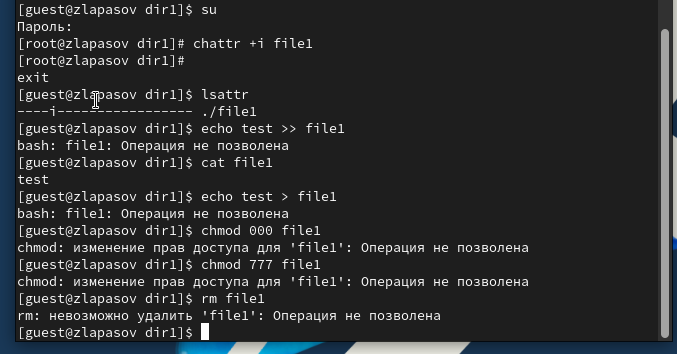 [guest@zlapasov dir1]$ su
Пароль:
[root@zlapasov dir1]# chattr +i file1
[root@zlapasov dir1]#
exit
[guest@zlapasov dir1]$ lsattr
----i----------------- ./file1
[guest@zlapasov dir1]$ echo test >> file1
bash: file1: Операция не позволена
[guest@zlapasov dir1]$ cat file1
test
[guest@zlapasov dir1]$ echo test > file1
bash: file1: Операция не позволена
[guest@zlapasov dir1]$ chmod 000 file1
chmod: изменение прав доступа для 'file1': Операция не позволена
[guest@zlapasov dir1]$ chmod 777 file1
chmod: изменение прав доступа для 'file1': Операция не позволена
[guest@zlapasov dir1]$ rm file1
rm: невозможно удалить 'file1': Операция не позволена
[guest@zlapasov dir1]$